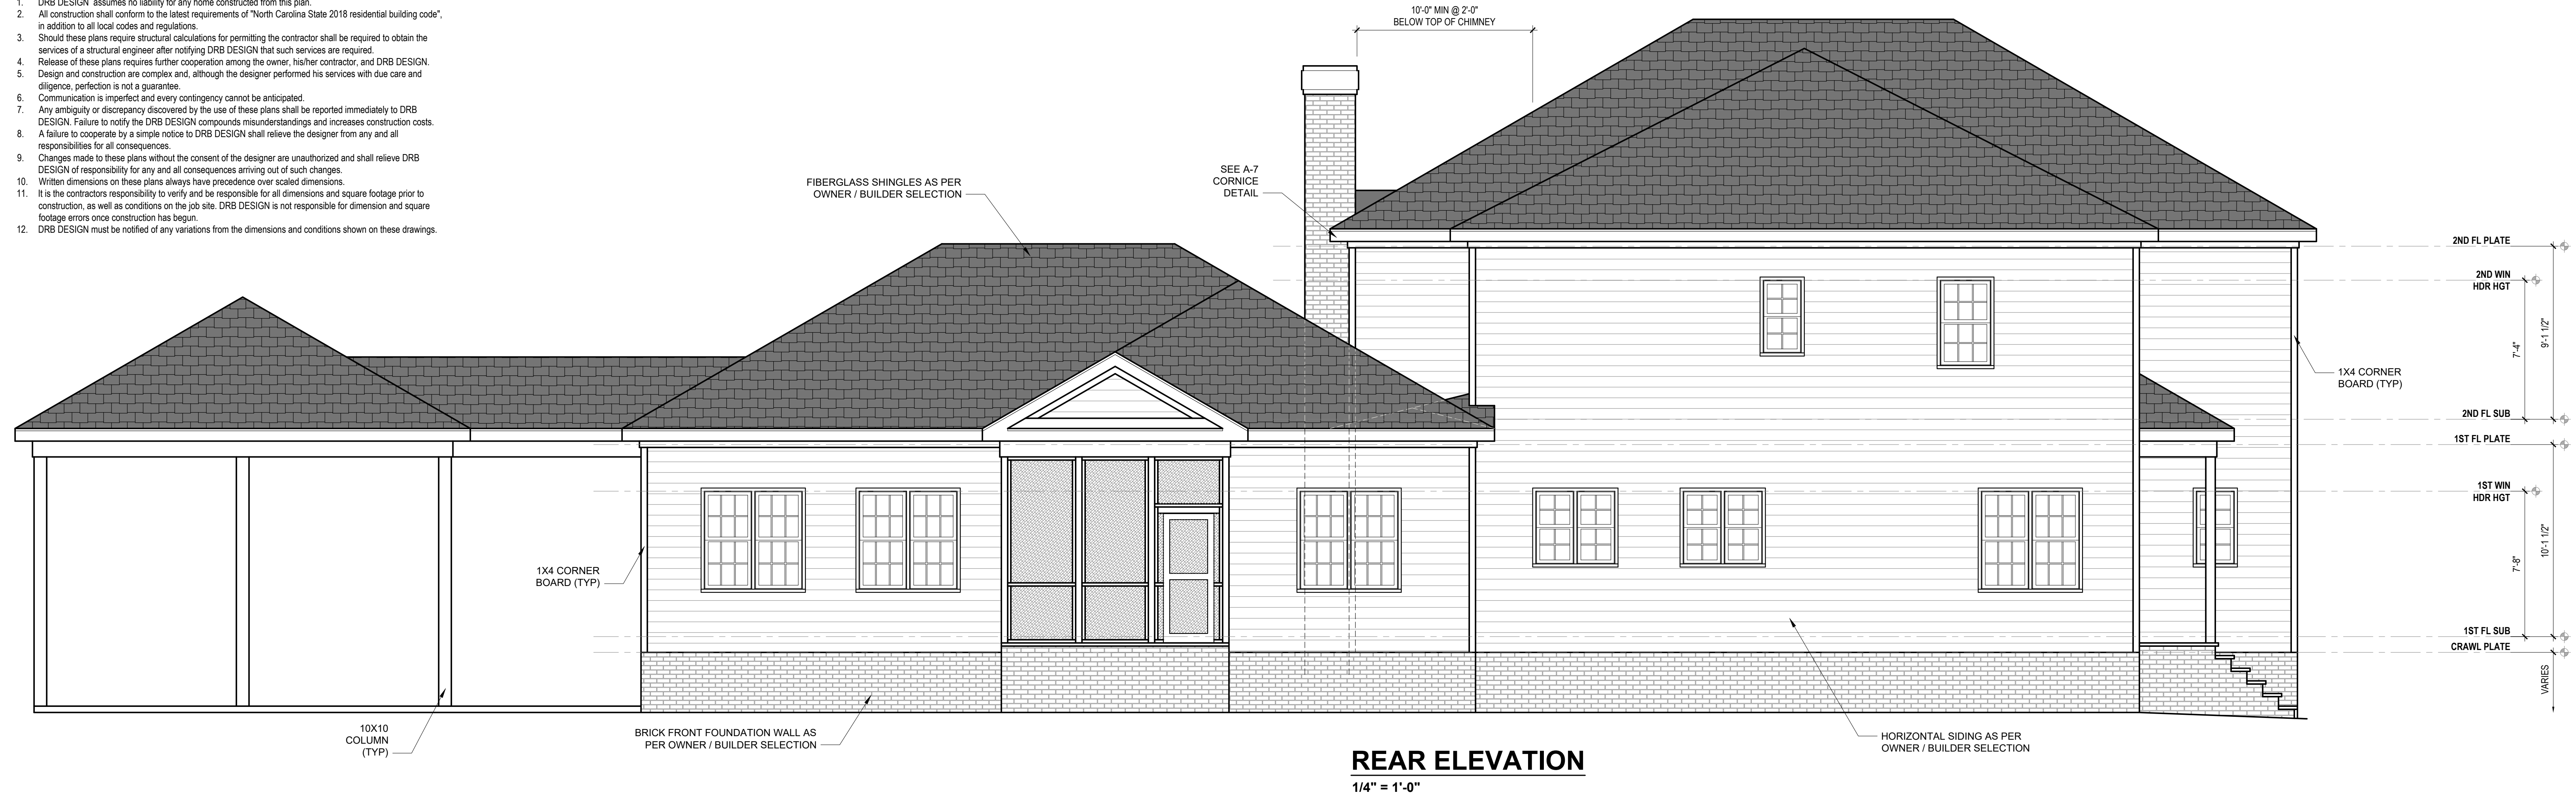 1. DRB DESIGN assumes no liability for any home constructed from this plan.
2. All construction shall conform to the latest requirements of "North Carolina State 2018 residential building code",
in addition to all local codes and regulations.
3. Should these plans require structural calculations for permitting the contractor shall be required to obtain the
services of a structural engineer after notifying DRB DESIGN that such services are required.
4. Release of these plans requires further cooperation among the owner, his/her contractor, and DRB DESIGN.
5. Design and construction are complex and, although the designer performed his services with due care and
diligence, perfection is not a guarantee.
6. Communication is imperfect and every contingency cannot be anticipated.
7. Any ambiguity or discrepancy discovered by the use of these plans shall be reported immediately to DRB
DESIGN. Failure to notify the DRB DESIGN compounds misunderstandings and increases construction costs.
8. A failure to cooperate by a simple notice to DRB DESIGN shall relieve the designer from any and all
responsibilities for all consequences.
9. Changes made to these plans without the consent of the designer are unauthorized and shall relieve DRB
DESIGN of responsibility for any and all consequences arriving out of such changes.
10. Written dimensions on these plans always have precedence over scaled dimensions.
11. It is the contractors responsibility to verify and be responsible for all dimensions and square footage prior to
construction, as well as conditions on the job site. DRB DESIGN is not responsible for dimension and square
footage errors once construction has begun.
12. DRB DESIGN must be notified of any variations from the dimensions and conditions shown on these drawings.
10'-0" MIN @ 2'-0"
BELOW TOP OF CHIMNEY
SEE A-7
CORNICE
DETAIL
FIBERGLASS SHINGLES AS PER
OWNER / BUILDER SELECTION
2ND FL PLATE
2ND WIN
HDR HGT
7'-4"
9'-1 1/2"
1X4 CORNER
BOARD (TYP)
2ND FL SUB
1ST FL PLATE
1ST WIN
HDR HGT
7'-8"
10'-1 1/2"
1ST FL SUB
CRAWL PLATE
VARIES
1X4 CORNER
BOARD (TYP)
10X10
COLUMN
(TYP)
BRICK FRONT FOUNDATION WALL AS
PER OWNER / BUILDER SELECTION
HORIZONTAL SIDING AS PER
OWNER / BUILDER SELECTION
REAR ELEVATION
1/4" = 1'-0"